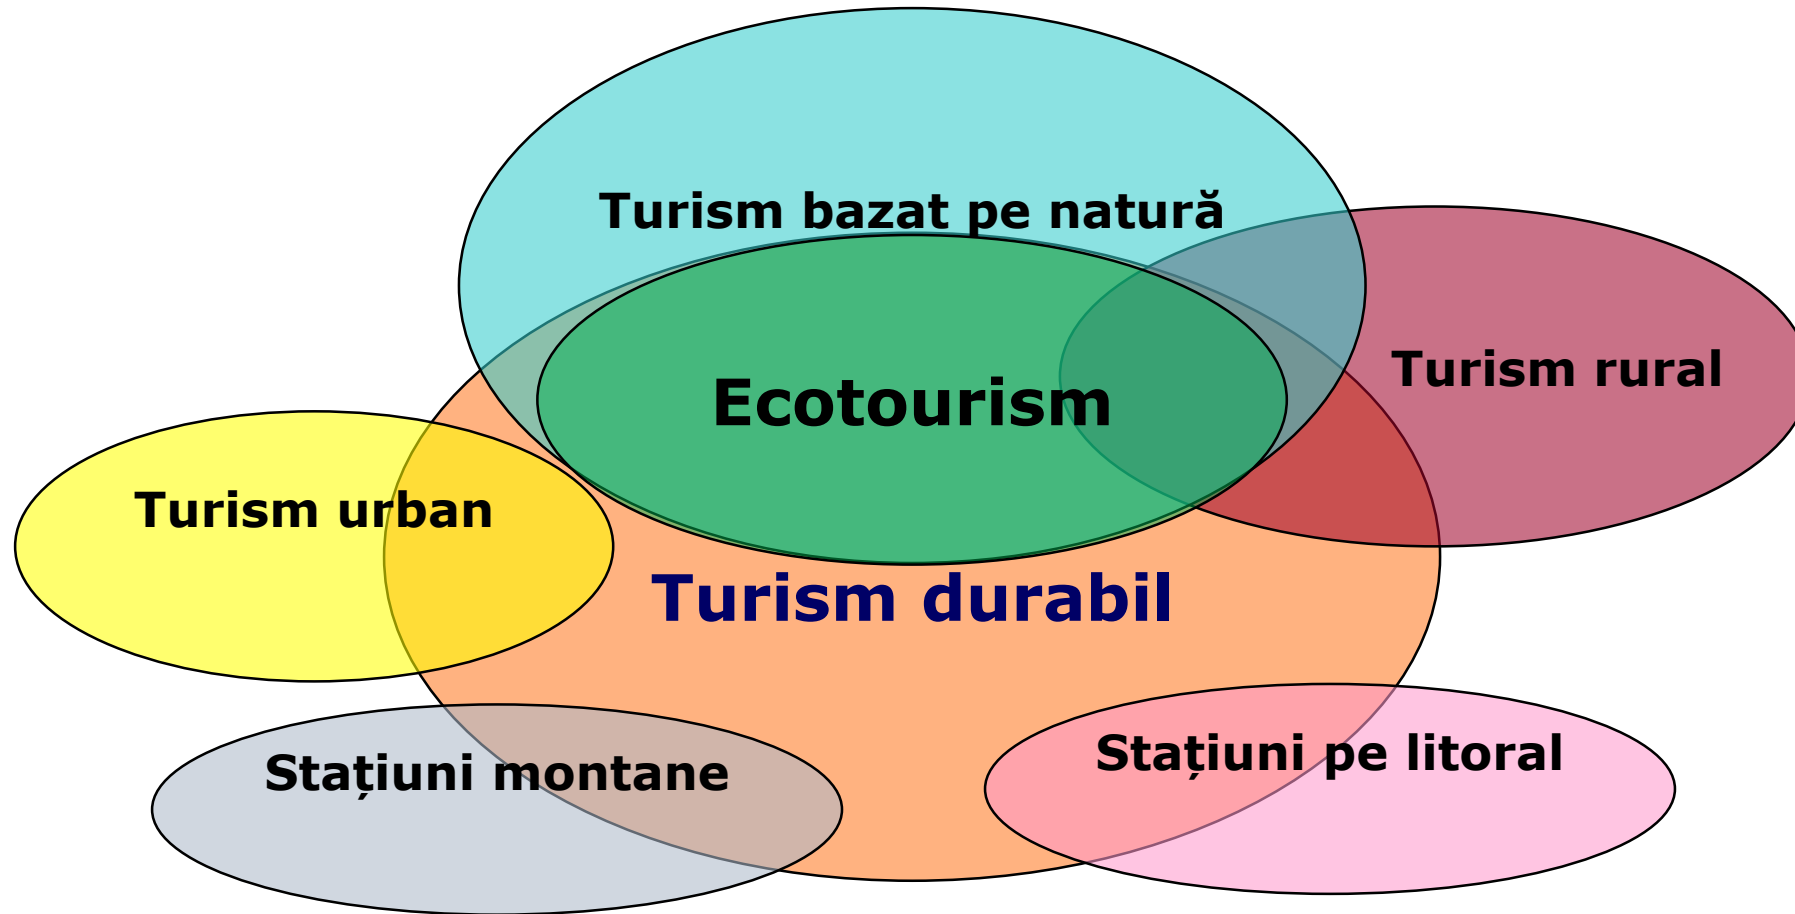 Turism bazat pe natură
Turism rural
Ecotourism
Turism urban
Turism durabil
Stațiuni pe litoral
Stațiuni montane